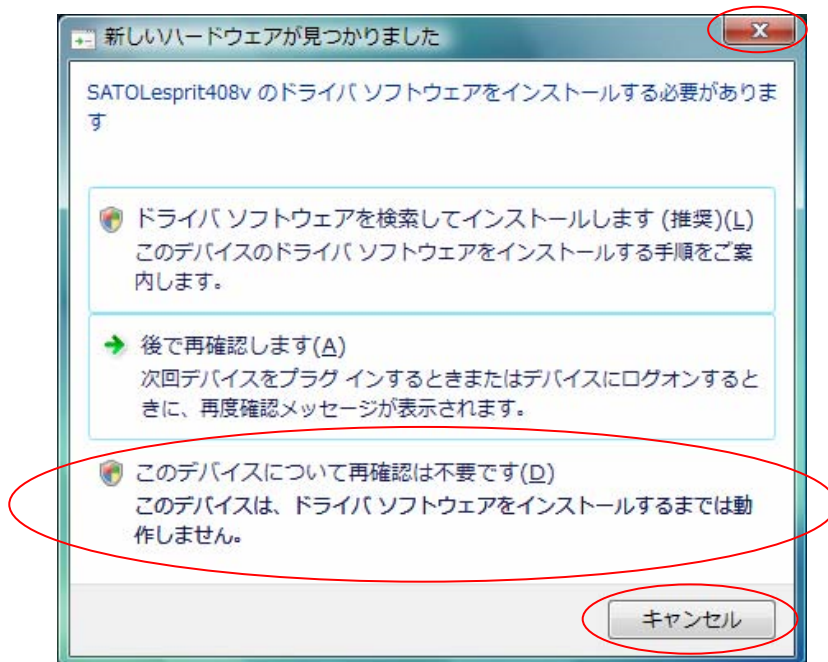 新しいハードウェアが見つかりました
SATOLesprit408v のドライバ ソフトウェアをインストールする必要がありま
す
ドライバ ソフトウェアを検索してインストールします (推奨)(L)
このデバイスのドライバ ソフトウェアをインストールする手順をご案
内します。
後で再確認します(A)
次回デバイスをプラグ インするときまたはデバイスにログオンすると
きに、再度確認メッセージが表示されます。
このデバイスについて再確認は不要です(D)
このデバイスは、ドライバ ソフトウェアをインストールするまでは動
作しません。
キャンセル